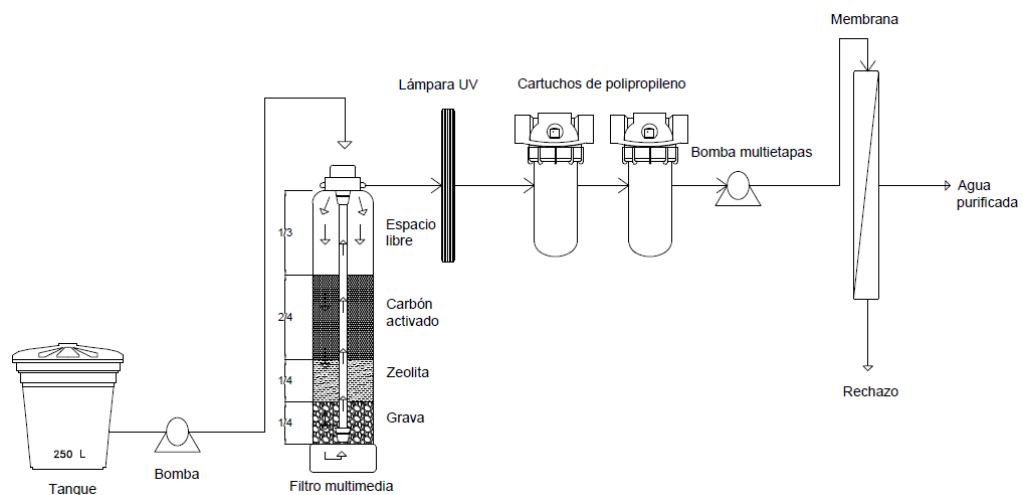 Membrana
Lámpara UV
Cartuchos de polipropileno
Bomba multietapas
Agua
purificada
Espacio
libre
1/3
Carbón
activado
2/4
Zeolita
1/4
Grava
1/4
Rechazo
250 L
Tanque
Bomba
Filtro multimedia